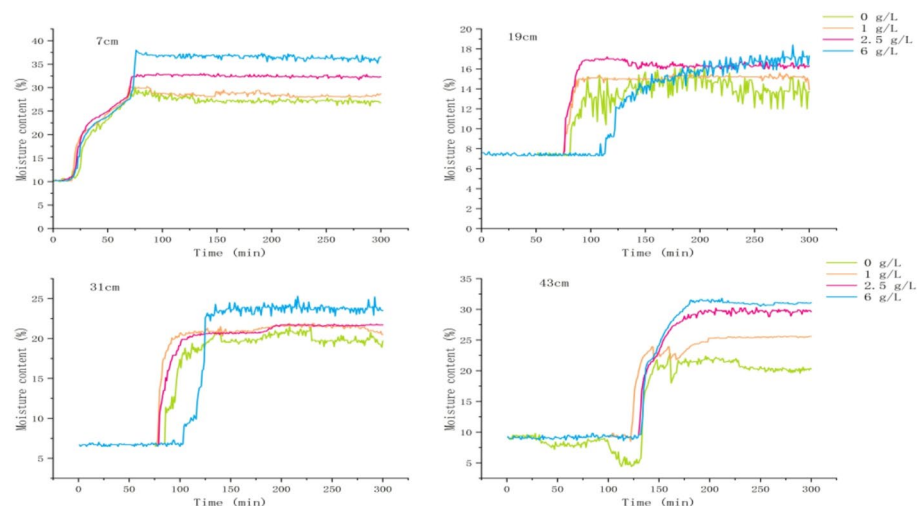 7cm
Moisture content (%)
40
35
30
25
20
15
10
5
0
0 50 100 150 200 250 300
Time (min)
19cm
Moisture content (%)
20
18
16
14
12
10
8
6
4
2
0
0 50 100 150 200 250 300
Time (min)
0 g/L
1 g/L
2.5 g/L
6 g/L
31cm
Moisture content (%)
25
20
15
10
5
0 50 100 150 200 250 300
Time (min)
43cm
Moisture content (%)
35
30
25
20
15
10
5
0 50 100 150 200 250 300
Time (min)
0 g/L
1 g/L
2.5 g/L
6 g/L